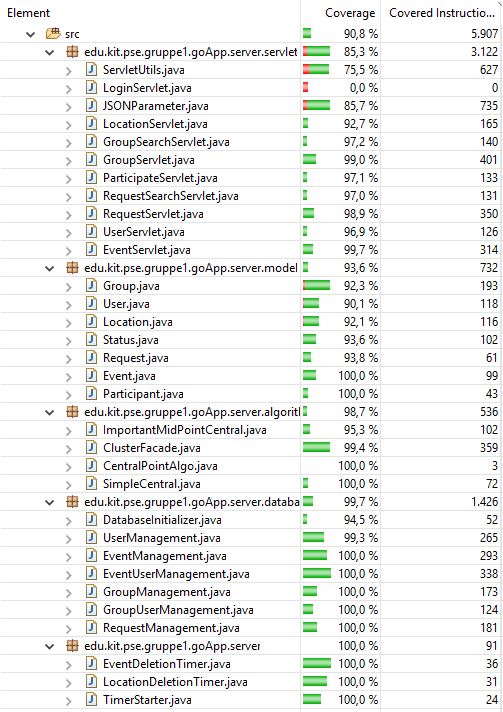 Element Coverage Covered Instruction...
src 90,8 % 5.907
edu.kit.pse.gruppe1.goApp.server.servlet 85,3 % 3.122
ServletUtils.java 75,5 % 627
LoginServlet.java 0,0 % 0
JSONParameter.java 85,7 % 735
LocationServlet.java 92,7 % 165
GroupSearchServlet.java 97,2 % 140
GroupServlet.java 99,0 % 401
ParticipateServlet.java 97,1 % 133
RequestSearchServlet.java 97,0 % 131
RequestServlet.java 98,9 % 350
UserServlet.java 96,9 % 126
EventServlet.java 99,7 % 314
edu.kit.pse.gruppe1.goApp.server.model 93,6 % 732
Group.java 92,3 % 193
User.java 90,1 % 118
Location.java 92,1 % 116
Status.java 93,6 % 102
Request.java 93,8 % 61
Event.java 100,0 % 99
Participant.java 100,0 % 43
edu.kit.pse.gruppe1.goApp.server.algorith 98,7 % 536
ImportantMidPointCentral.java 95,3 % 102
ClusterFacade.java 99,4 % 359
CentralPointAlgo.java 100,0 % 3
SimpleCentral.java 100,0 % 72
edu.kit.pse.gruppe1.goApp.server.databa 99,7 % 1.426
DatabaseInitializer.java 94,5 % 52
UserManagement.java 99,3 % 265
EventManagement.java 100,0 % 293
EventUserManagement.java 100,0 % 338
GroupManagement.java 100,0 % 173
GroupUserManagement.java 100,0 % 124
RequestManagement.java 100,0 % 181
edu.kit.pse.gruppe1.goApp.server 100,0 % 91
EventDeletionTimer.java 100,0 % 36
LocationDeletionTimer.java 100,0 % 31
TimerStarter.java 100,0 % 24